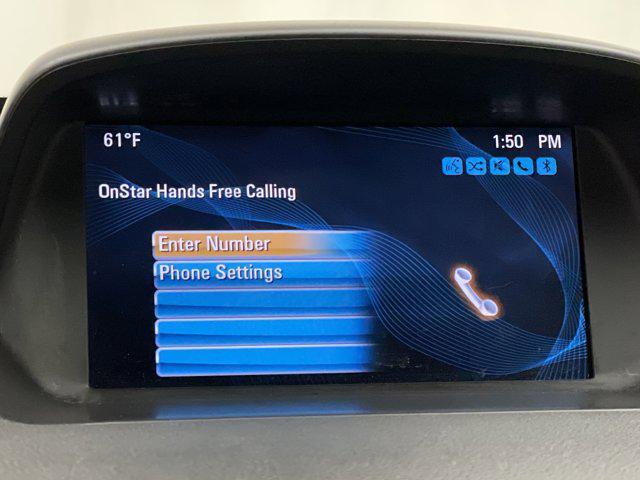 61°F 1:50 PM
OnStar Hands Free Calling
Enter Number
Phone Settings